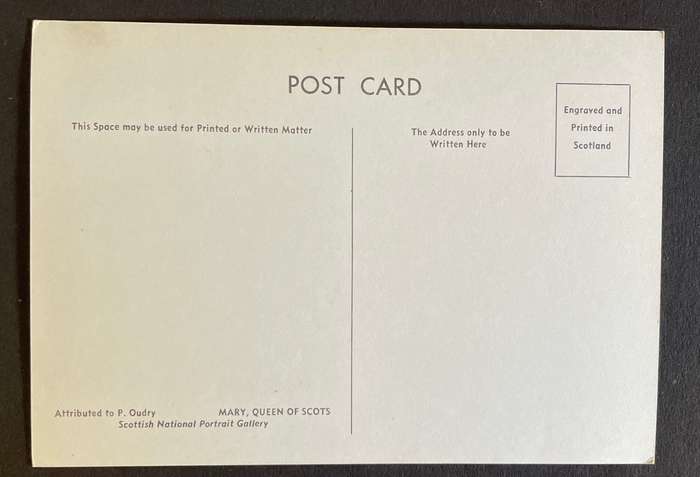 POST CARD
This Space may be used for Printed or Written Matter
The Address only to be
Written Here
Engraved and
Printed in
Scotland
Attributed to P. Oudry MARY, QUEEN OF SCOTS
Scottish National Portrait Gallery